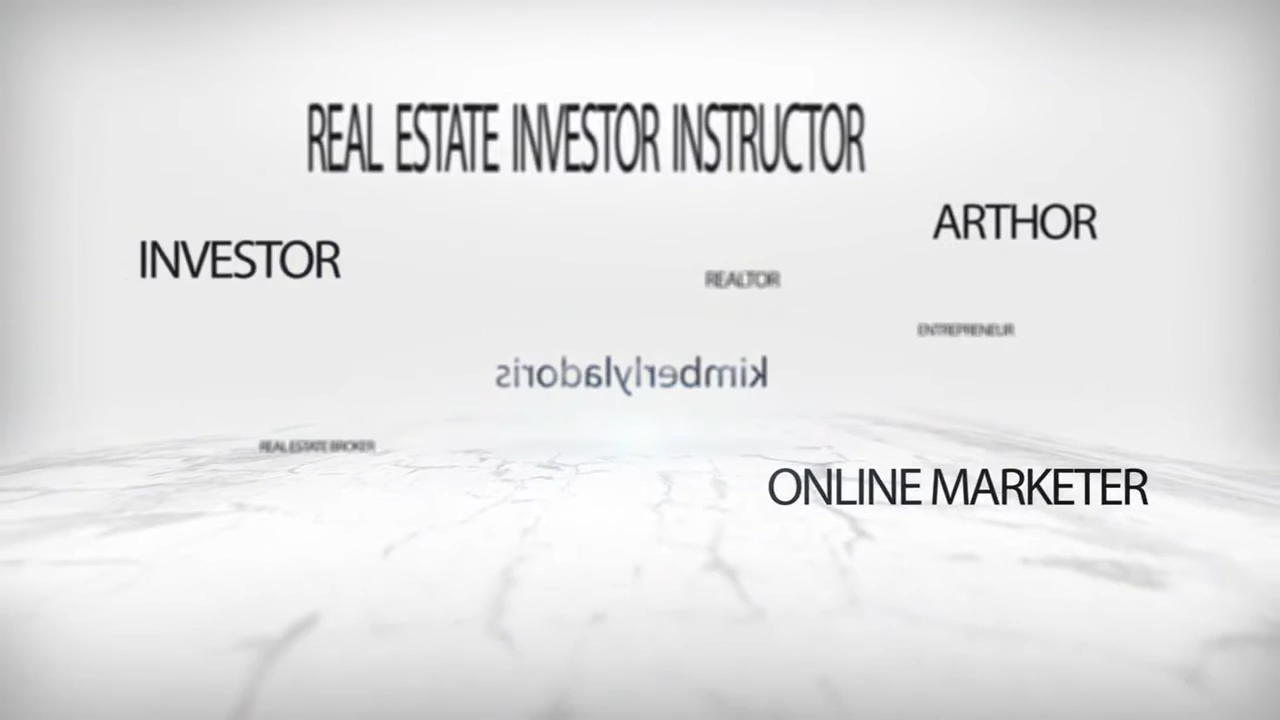 REAL ESTATE INVESTOR INSTRUCTOR
ARTHOR
INVESTOR
REALTOR
ENTREPRENEUR
kimberlyladoris
REAL ESTATE BROKER
ONLINE MARKETER